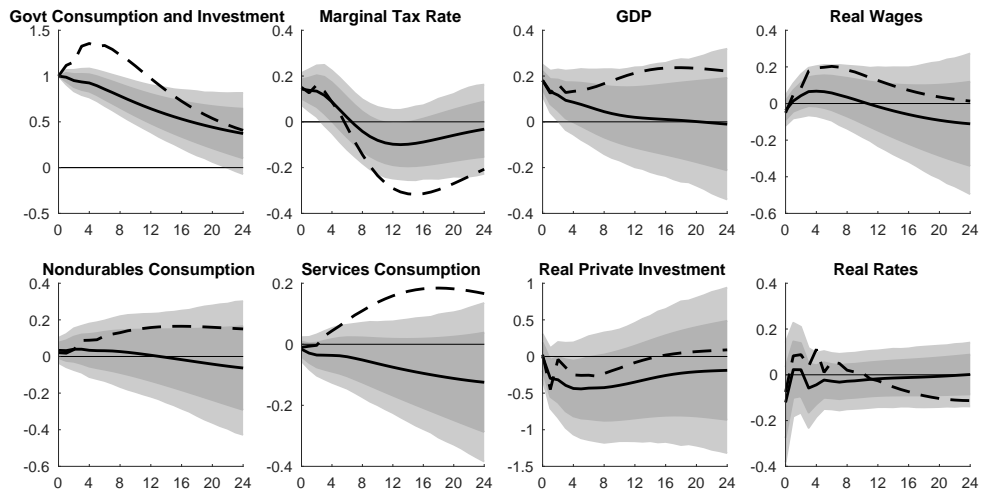 Govt Consumption and Investment Marginal Tax Rate GDP Real Wages
1.5 0.4 0.4 0.4
1 0.2 0.2 0.2
0.5 0 0 0
0 -0.2 -0.2 -0.2
-0.4
-0.5 -0.4 -0.4 -0.6
0 4 8 12 16 20 24 0 4 8 12 16 20 24 0 4 8 12 16 20 24 0 4 8 12 16 20 24
Nondurables Consumption Services Consumption Real Private Investment Real Rates
0.4 0.2 1 0.4
0.2 0.5 0.2
0 0 0 0
-0.2 -0.2 -0.5 -0.2
-0.4 -1
-0.6 -0.4 -1.5 -0.4
0 4 8 12 16 20 24 0 4 8 12 16 20 24 0 4 8 12 16 20 24 0 4 8 12 16 20 24